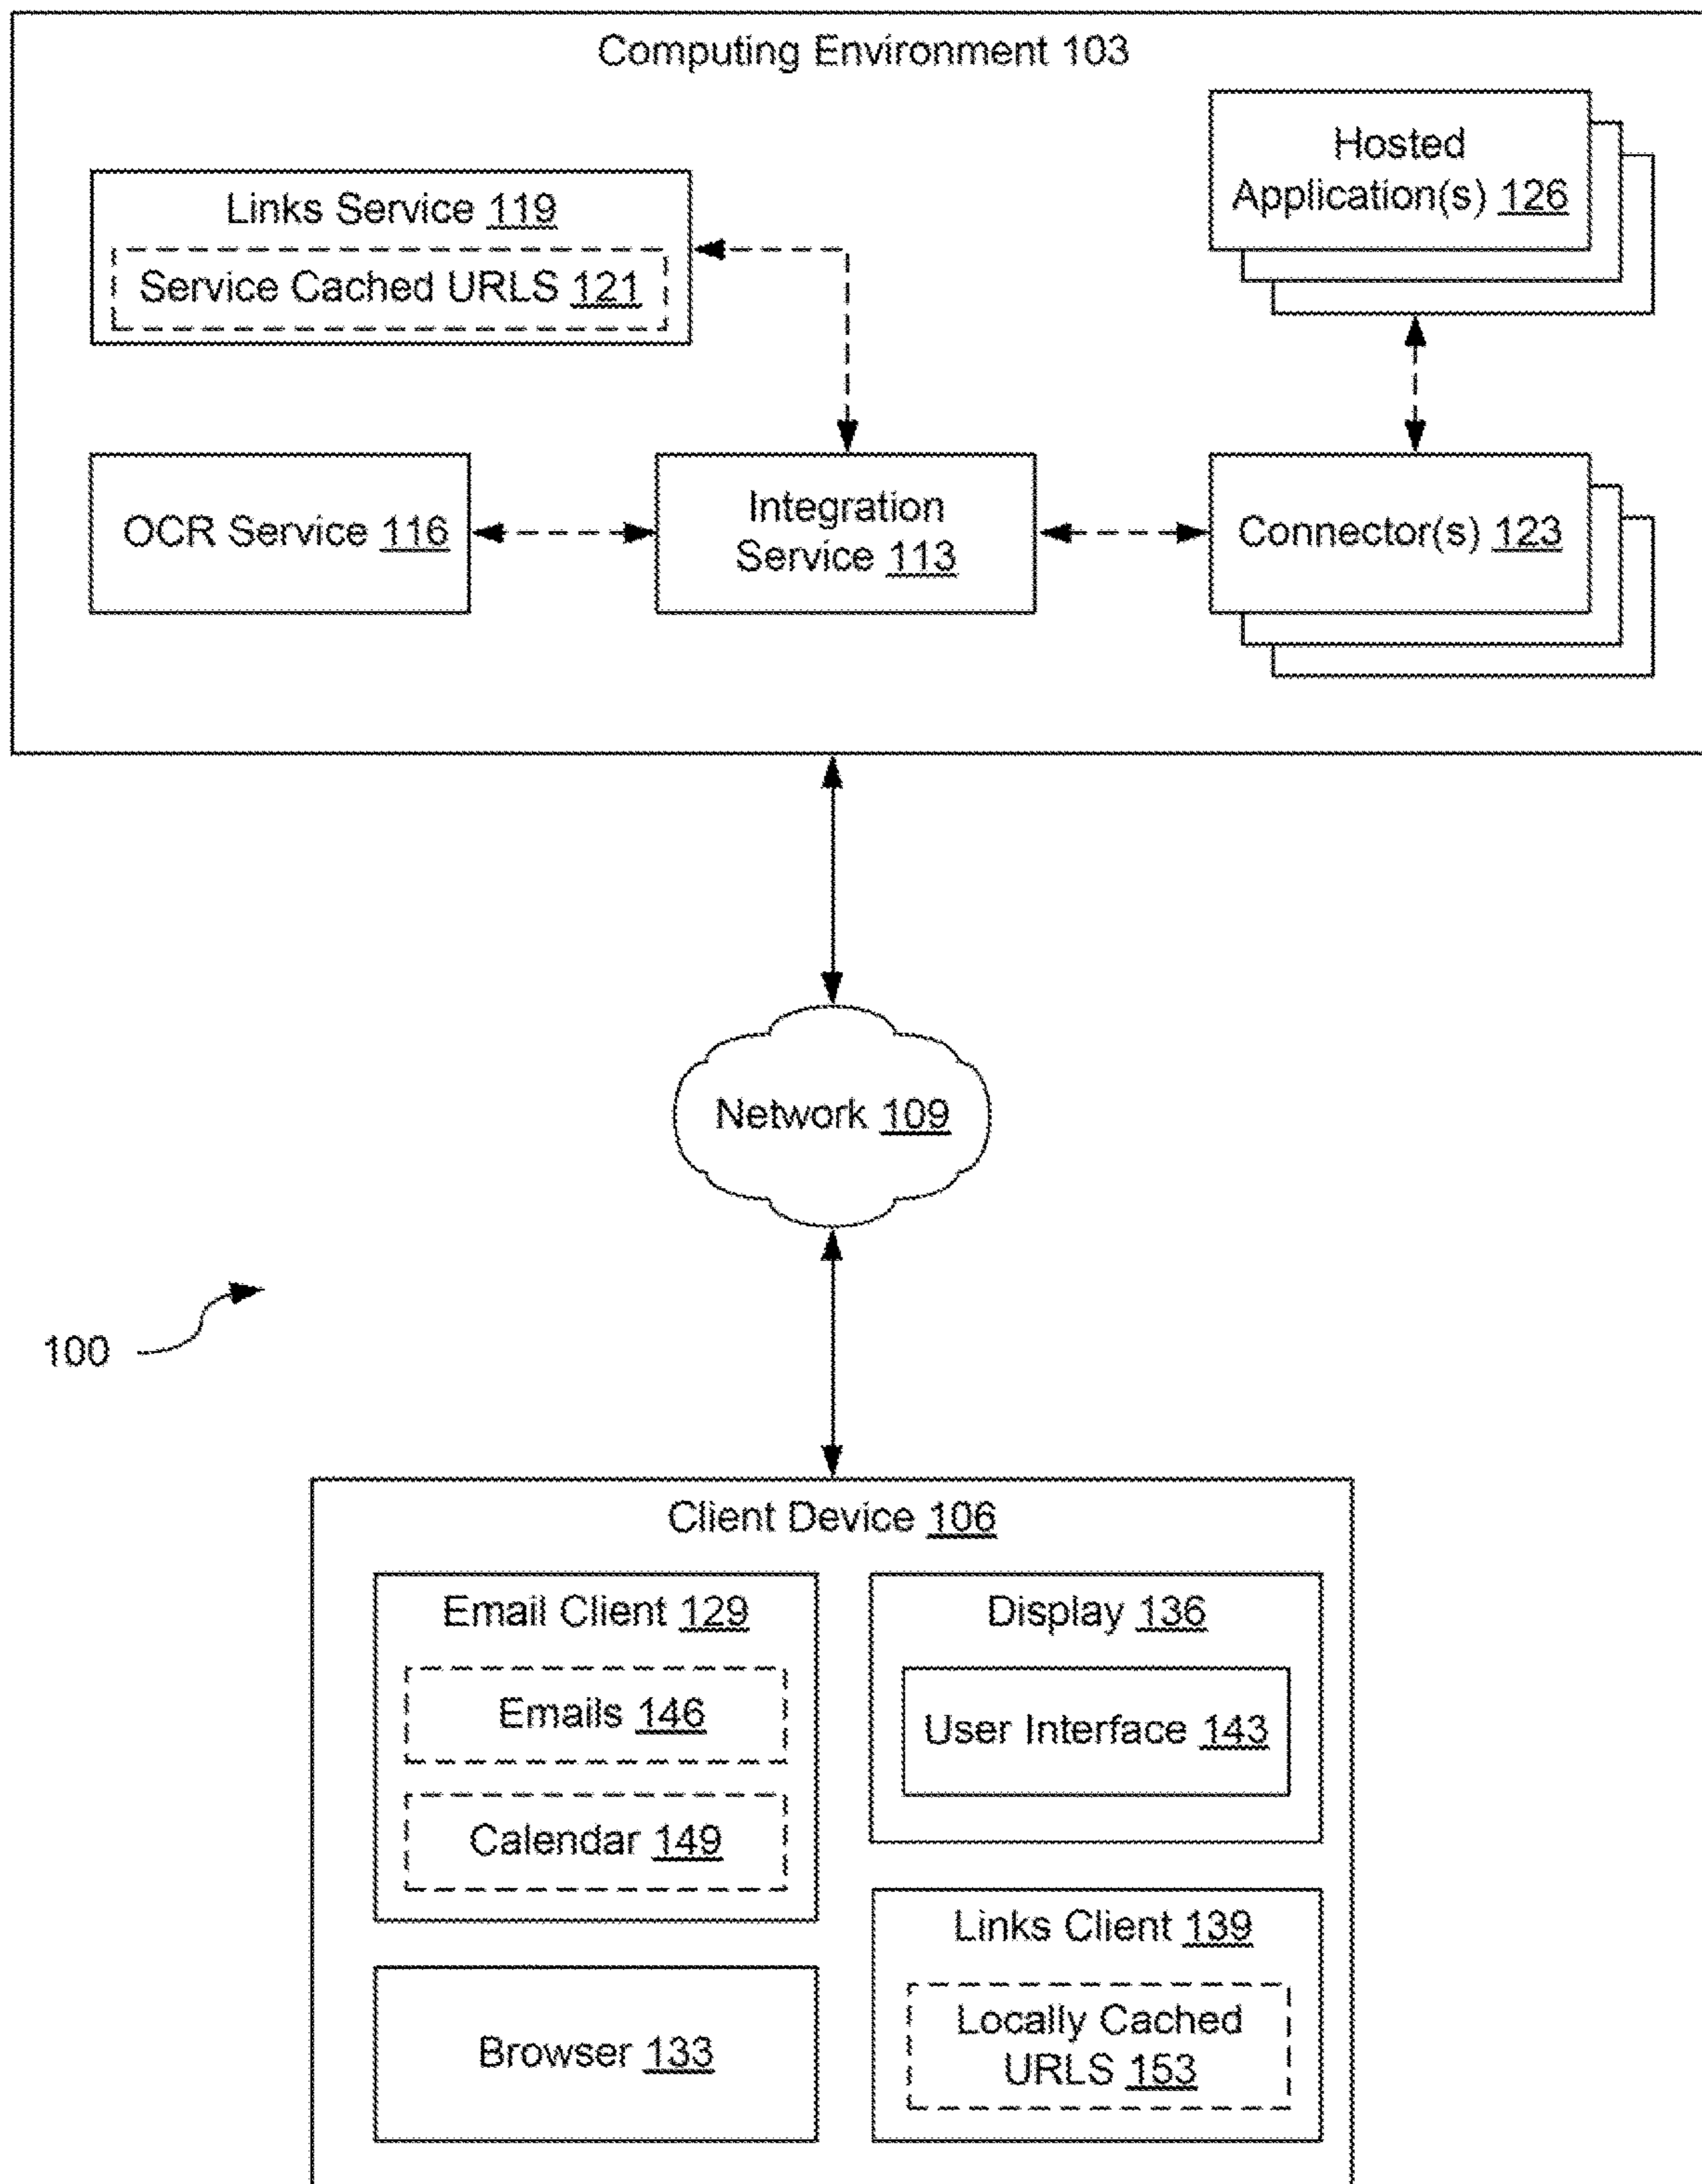 Computing Environment 103
Hosted
Application(s) 126
Links Service 119
Service Cached URLS 121
OCR Service 116
Integration
Service 113
Connector(s) 123
Network 109
100
Client Device 106
Email Client 129
Emails 146
Calendar 149
Display 136
User Interface 143
Browser 133
Links Client 139
Locally Cached
URLS 153